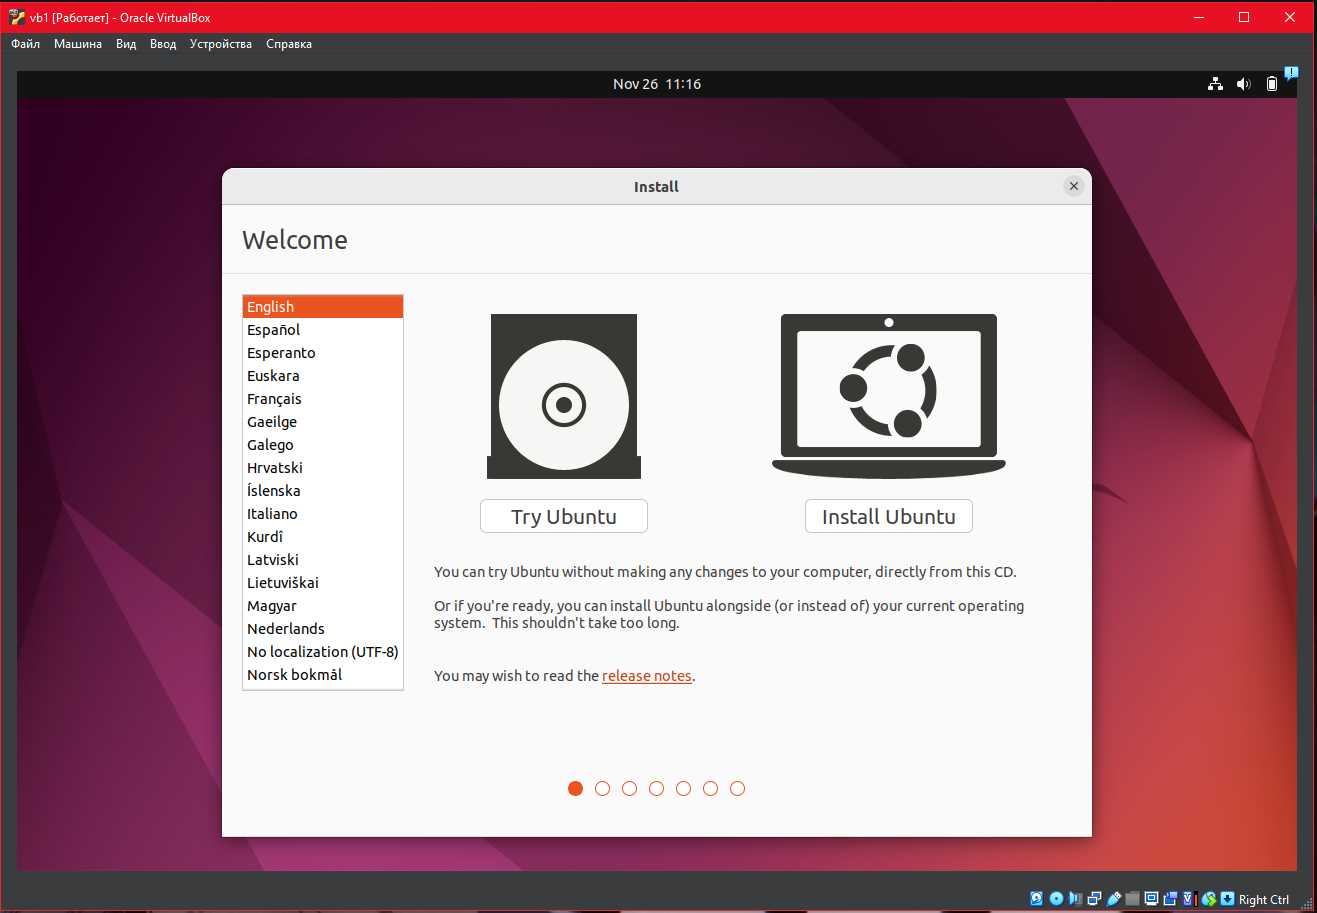 vb1 [Работает] - Oracle VirtualBox
Файл Машина Вид Ввод Устройства Справка
Nov 26 11:16
Install
Welcome
English
Español
Esperanto
Euskara
Français
Gaeilge
Galego
Hrvatski
Íslenska
Italiano
Kurdî
Latviski
Lietuviškai
Magyar
Nederlands
No localization (UTF-8)
Norsk bokmål
Try Ubuntu
Install Ubuntu
You can try Ubuntu without making any changes to your computer, directly from this CD.
Or if you're ready, you can install Ubuntu alongside (or instead of) your current operating
system. This shouldn't take too long.
You may wish to read the release notes.
Right Ctrl